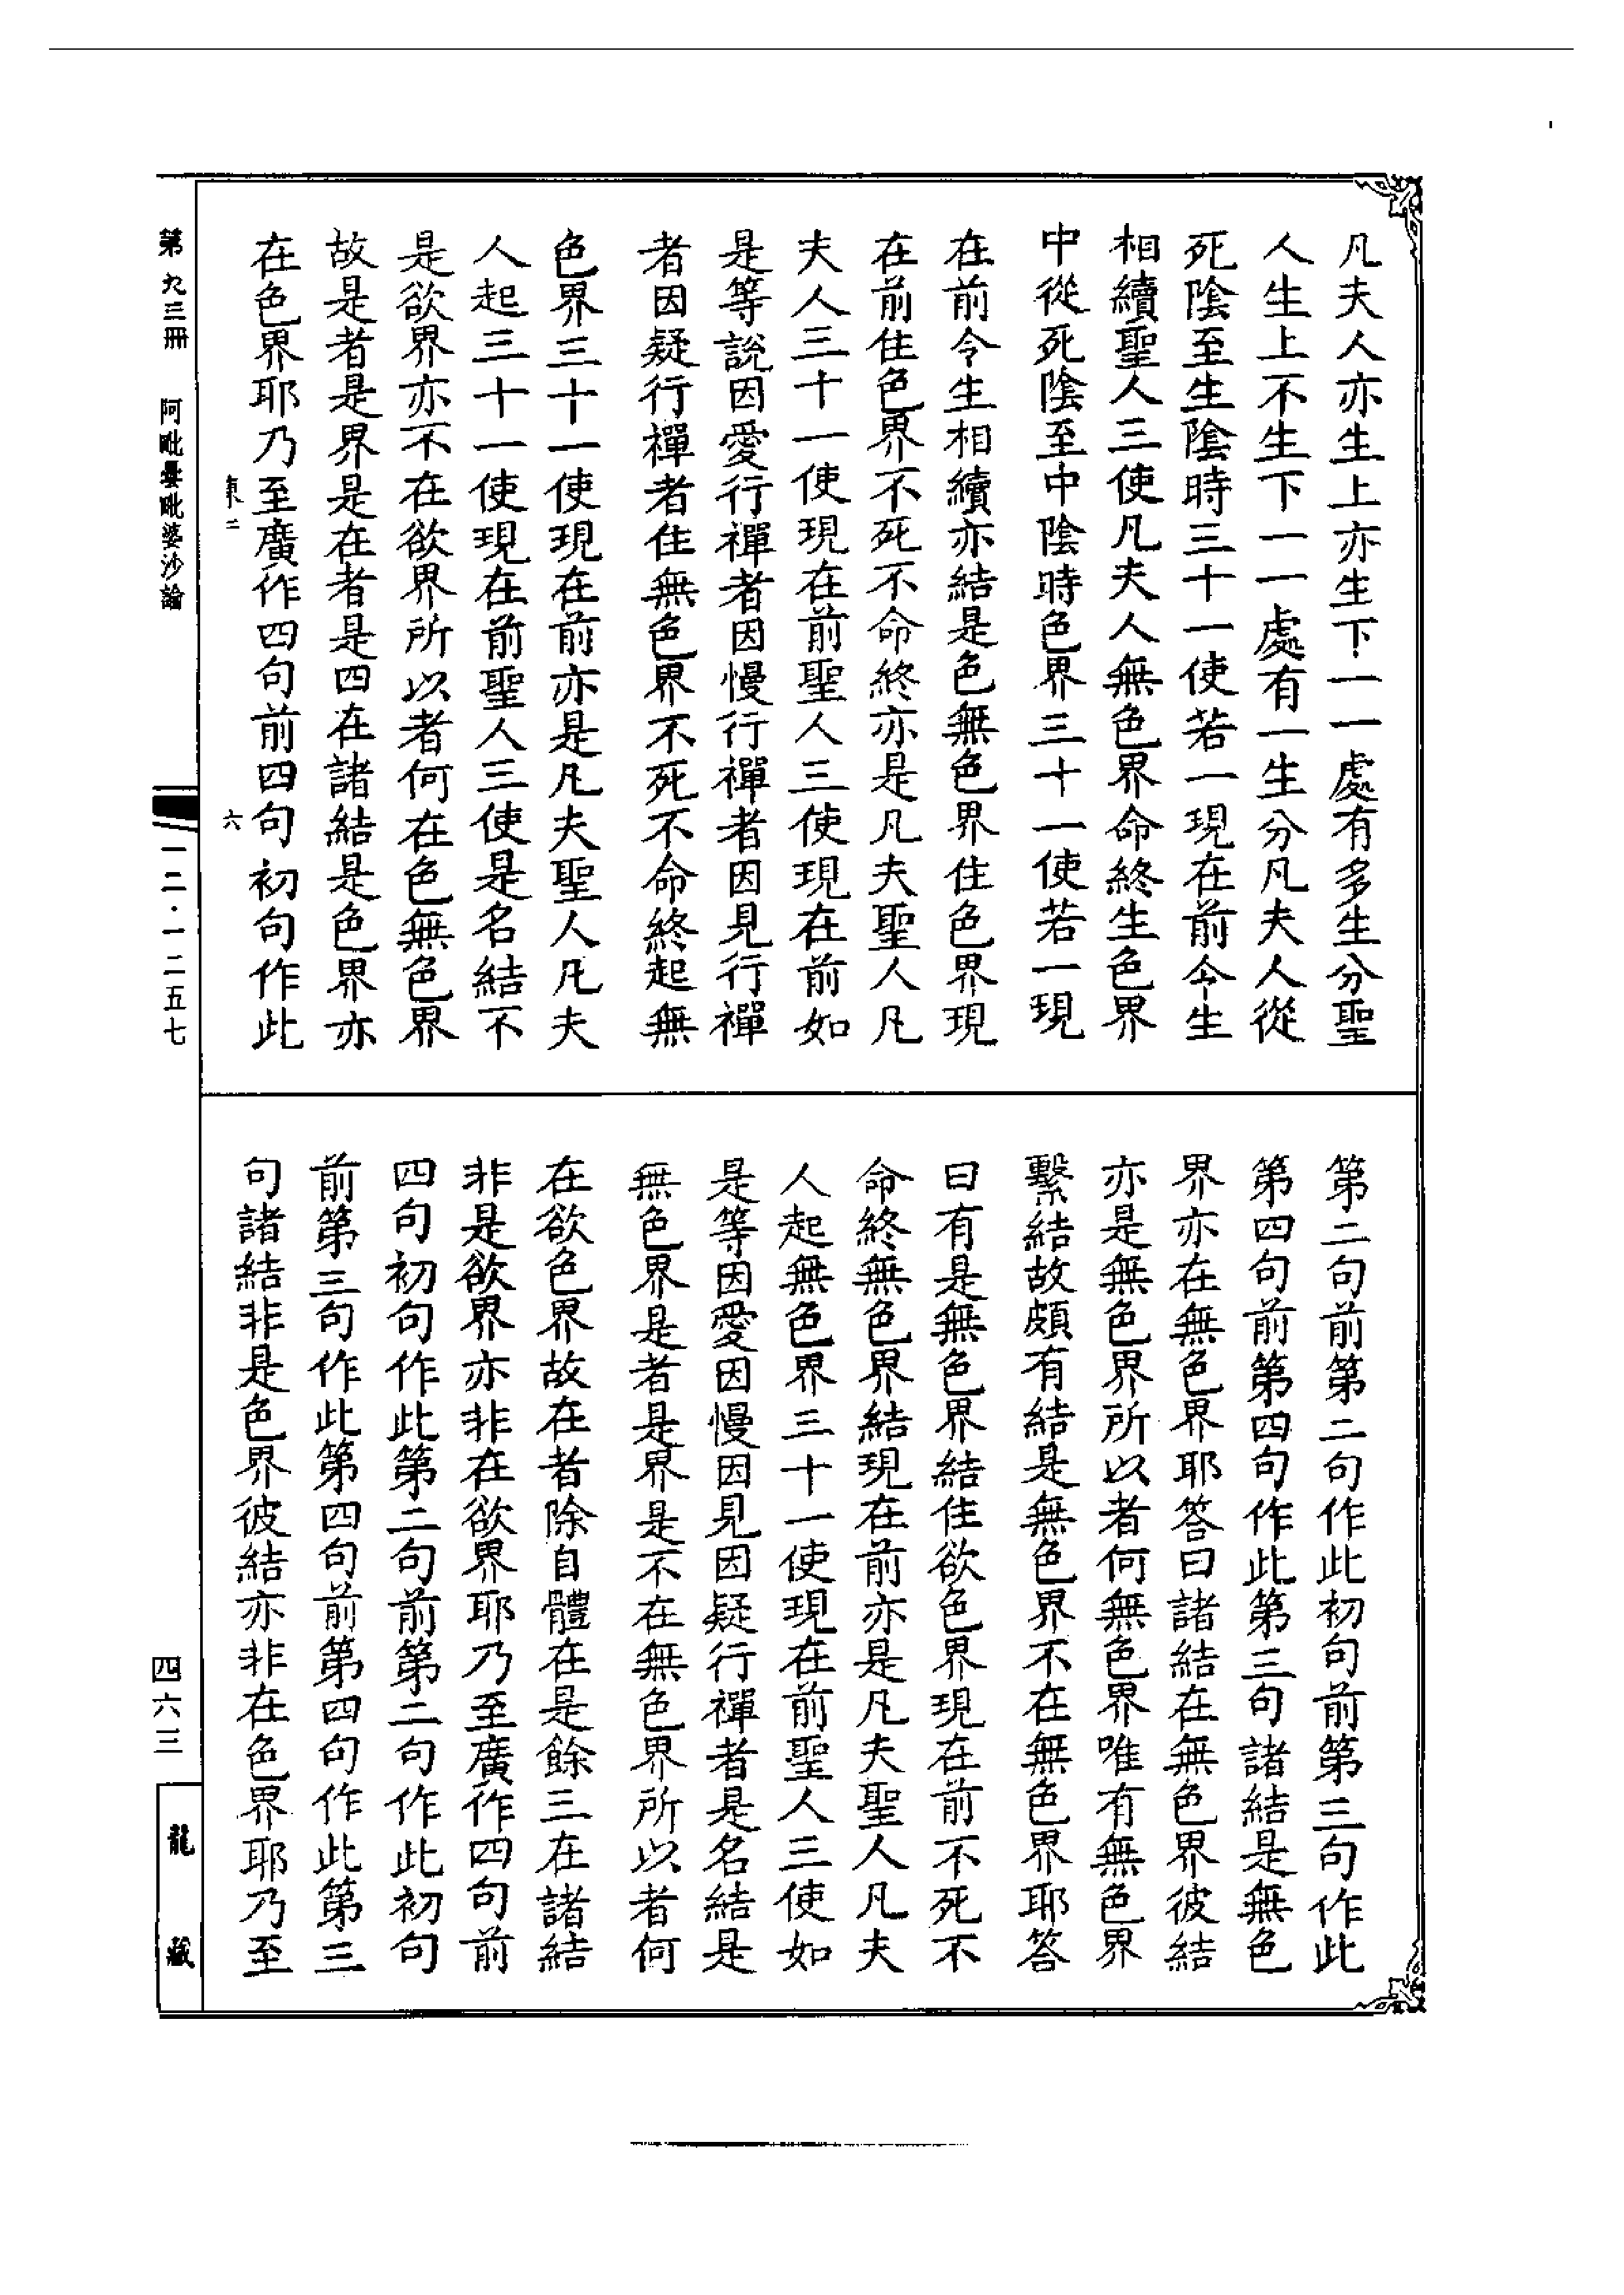 凡夫人亦生上亦生下一一處有多生分聖
人生上不生下一一處有一生分凡夫人從
死陰至生陰時三十一使若一現在前令生
相續聖人三使凡夫人無色界命終生色界
中從死陰至中陰時色界三十一使若一現
在前令生相續亦結是色無色界住色界現
在前住色界不死不命終亦是凡夫聖人凡
夫人三十一使現在前聖人三使現在前如
是等說因愛行禪者因慢行禪者因見行禪
者因疑行禪者住無色界不死不命終起無
色界三十一使現在前亦是凡夫聖人凡夫
人起三十一使現在前聖人三使是名結不
是欲界亦不在欲界所以者何在色無色界
故是者是界是在者是四在諸結是色界亦
在色界耶乃至廣作四句前四句初句作此
東二 六
第二句前第二句作此初句前第三句作此
第四句前第四句作此第三句諸結是無色
界亦在無色界耶答曰諸結在無色界彼結
亦是無色界所以者何無色界唯有無色界
繫結故頗有結是無色界不在無色界耶答
曰有是無色界結住欲色界現在前不死不
命終無色界結現在前亦是凡夫聖人凡夫
人起無色界三十一使現在前聖人三使如
是等因愛因慢因見因疑行禪者是名結是
無色界是者是界是不在無色界所以者何
在欲色界故在者除自體在是餘三在諸結
非是欲界亦非在欲界耶乃至廣作四句前
四句初句作此第二句前第二句作此初句
前第三句作此第四句前第四句作此第三
句諸結非是色界彼結亦非在色界耶乃至
第九三冊 阿毗曇毗婆沙論
一二·一二五七
四六三
龍藏